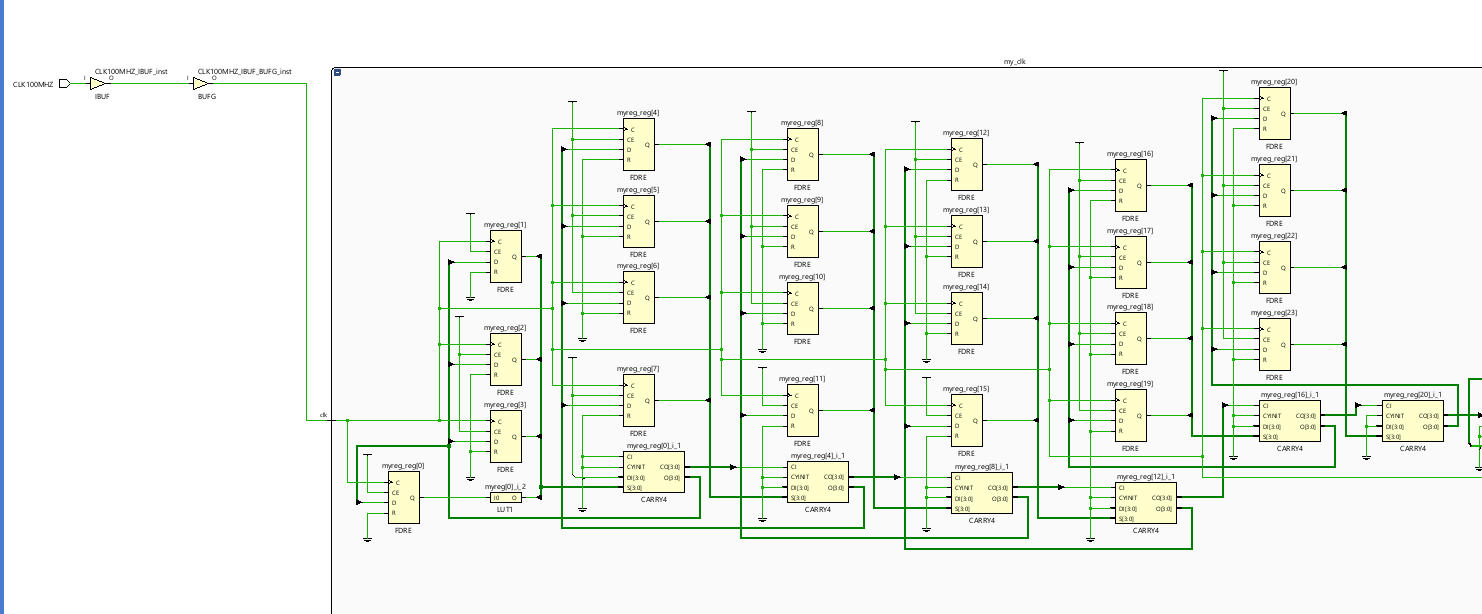 my_clk
CLK100MHZ
I
CLK100MHZ_IBUF_inst
O
IBUF
I
CLK100MHZ_IBUF_BUFG_inst
O
BUFG
clk
myreg_reg[0]
C
CE
D
R
Q
FDRE
myreg_reg[1]
C
CE
D
R
Q
FDRE
myreg_reg[2]
C
CE
D
R
Q
FDRE
myreg_reg[3]
C
CE
D
R
Q
FDRE
myreg[0]_i_2
I0 O
LUT1
myreg_reg[4]
C
CE
D
R
Q
FDRE
myreg_reg[5]
C
CE
D
R
Q
FDRE
myreg_reg[6]
C
CE
D
R
Q
FDRE
myreg_reg[7]
C
CE
D
R
Q
FDRE
myreg_reg[0]_i_1
CI
CYINIT CO[3:0]
DI[3:0] O[3:0]
S[3:0]
CARRY4
myreg_reg[8]
C
CE
D
R
Q
FDRE
myreg_reg[9]
C
CE
D
R
Q
FDRE
myreg_reg[10]
C
CE
D
R
Q
FDRE
myreg_reg[11]
C
CE
D
R
Q
FDRE
myreg_reg[4]_i_1
CI
CYINIT CO[3:0]
DI[3:0] O[3:0]
S[3:0]
CARRY4
myreg_reg[12]
C
CE
D
R
Q
FDRE
myreg_reg[13]
C
CE
D
R
Q
FDRE
myreg_reg[14]
C
CE
D
R
Q
FDRE
myreg_reg[15]
C
CE
D
R
Q
FDRE
myreg_reg[8]_i_1
CI
CYINIT CO[3:0]
DI[3:0] O[3:0]
S[3:0]
CARRY4
myreg_reg[16]
C
CE
D
R
Q
FDRE
myreg_reg[17]
C
CE
D
R
Q
FDRE
myreg_reg[18]
C
CE
D
R
Q
FDRE
myreg_reg[19]
C
CE
D
R
Q
FDRE
myreg_reg[12]_i_1
CI
CYINIT CO[3:0]
DI[3:0] O[3:0]
S[3:0]
CARRY4
myreg_reg[20]
C
CE
D
R
Q
FDRE
myreg_reg[21]
C
CE
D
R
Q
FDRE
myreg_reg[22]
C
CE
D
R
Q
FDRE
myreg_reg[23]
C
CE
D
R
Q
FDRE
myreg_reg[16]_i_1
CI
CYINIT CO[3:0]
DI[3:0] O[3:0]
S[3:0]
CARRY4
myreg_reg[20]_i_1
CI
CYINIT CO[3:0]
DI[3:0] O[3:0]
S[3:0]
CARRY4